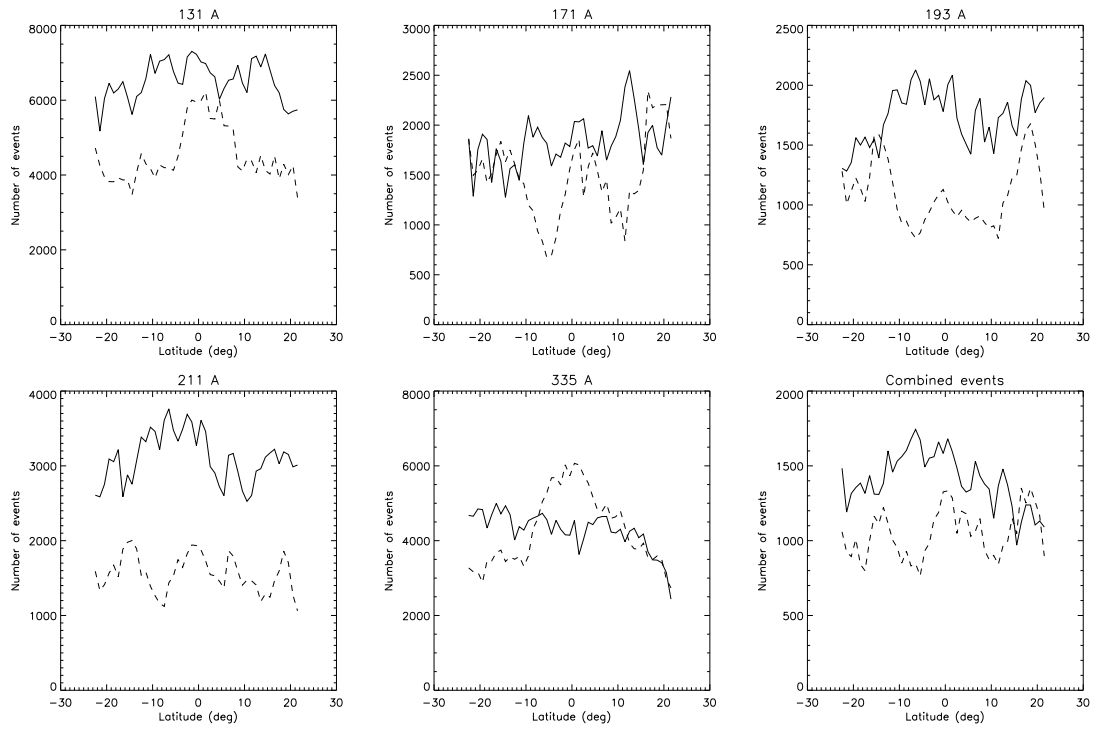 131 A
8000
6000
4000
2000
0
Number of events
−30 −20 −10 0 10 20 30
Latitude (deg)
171 A
3000
2500
2000
1500
1000
500
0
Number of events
−30 −20 −10 0 10 20 30
Latitude (deg)
193 A
2500
2000
1500
1000
500
0
Number of events
−30 −20 −10 0 10 20 30
Latitude (deg)
211 A
4000
3000
2000
1000
0
Number of events
−30 −20 −10 0 10 20 30
Latitude (deg)
335 A
8000
6000
4000
2000
0
Number of events
−30 −20 −10 0 10 20 30
Latitude (deg)
Combined events
2000
1500
1000
500
0
Number of events
−30 −20 −10 0 10 20 30
Latitude (deg)